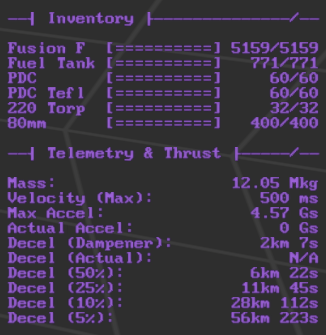 ──┤ Inventory ├──────────────/──
Fusion F [==========] 5159/5159
Fuel Tank [==========] 771/771
PDC [==========] 60/60
PDC Tefl [==========] 60/60
220 Torp [==========] 32/32
80mm [==========] 400/400
──┤ Telemetry & Thrust ├─────/──
Mass: 12.05 Mkg
Velocity (Max): 500 ms
Max Accel: 4.57 Gs
Actual Accel: 0 Gs
Decel (Dampener): 2km 7s
Decel (Actual): N/A
Decel (50%): 6km 22s
Decel (25%): 11km 45s
Decel (10%): 28km 112s
Decel (5%): 56km 223s